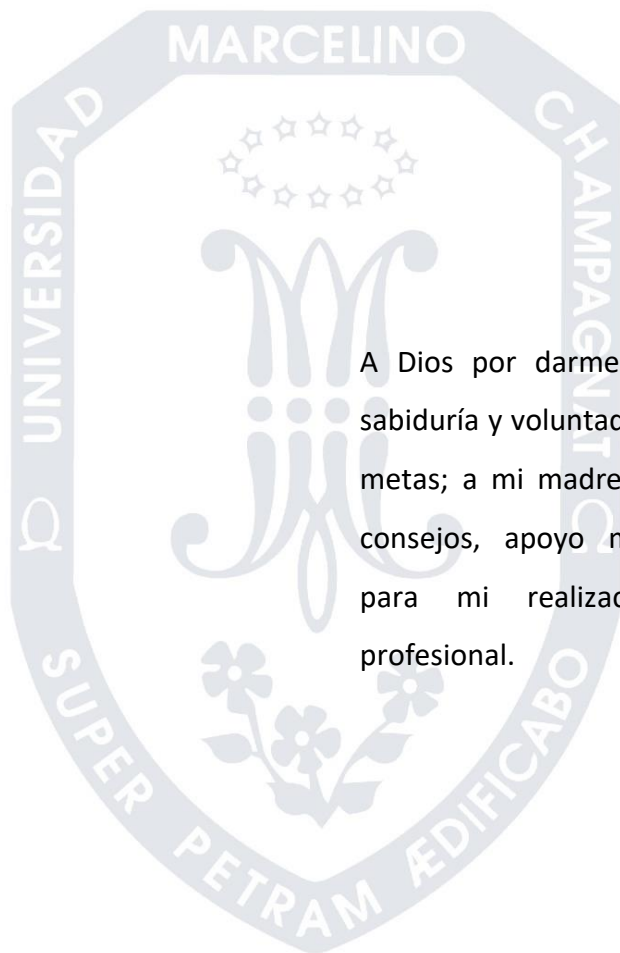 MARCELINO
UNIVERSIDAD
CHAMPAGNAT
A Dios por darme
sabiduría y voluntad
metas; a mi madre
consejos, apoyo
para mi
profesional.
SUPER PETRAM ÆDIFICABO